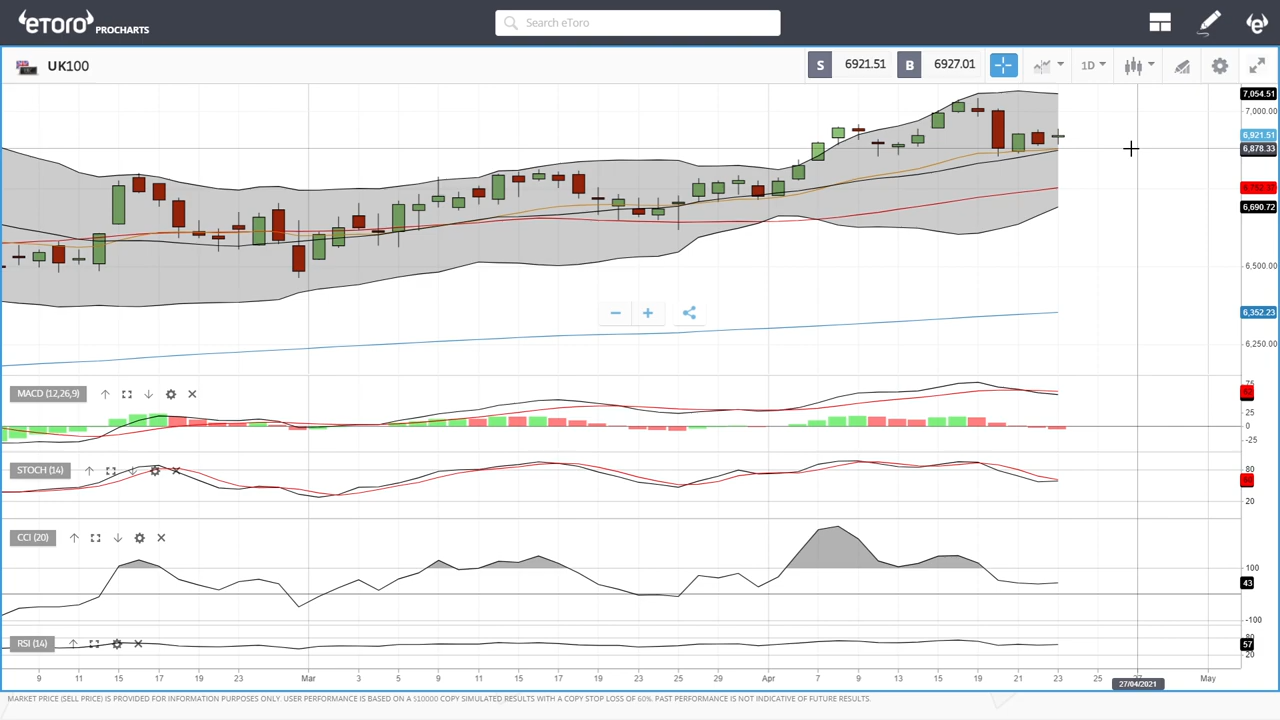 eToro PROCHARTS
Search eToro
UK100
S 6921.51 B 6927.01
1D
7,054.51
7,000.00
6,921.51
6,878.33
6,690.72
6,500.00
6,352.23
6,250.00
MACD (12,26,9)
75
25
0
-25
STOCH (14)
80
20
CCI (20)
100
43
-100
RSI (14)
80
57
20
9 11 15 17 19 23 Mar 3 5 9 11 15 17 19 23 25 29 Apr 7 9 13 15 19 21 23 25 May
27/04/2021
MARKET PRICE (SELL PRICE) IS PROVIDED FOR INFORMATION PURPOSES ONLY. USER PERFORMANCE IS BASED ON A $10000 COPY SIMULATED RESULTS WITH A COPY STOP LOSS OF 60%. PAST PERFORMANCE IS NOT INDICATIVE OF FUTURE RESULTS.